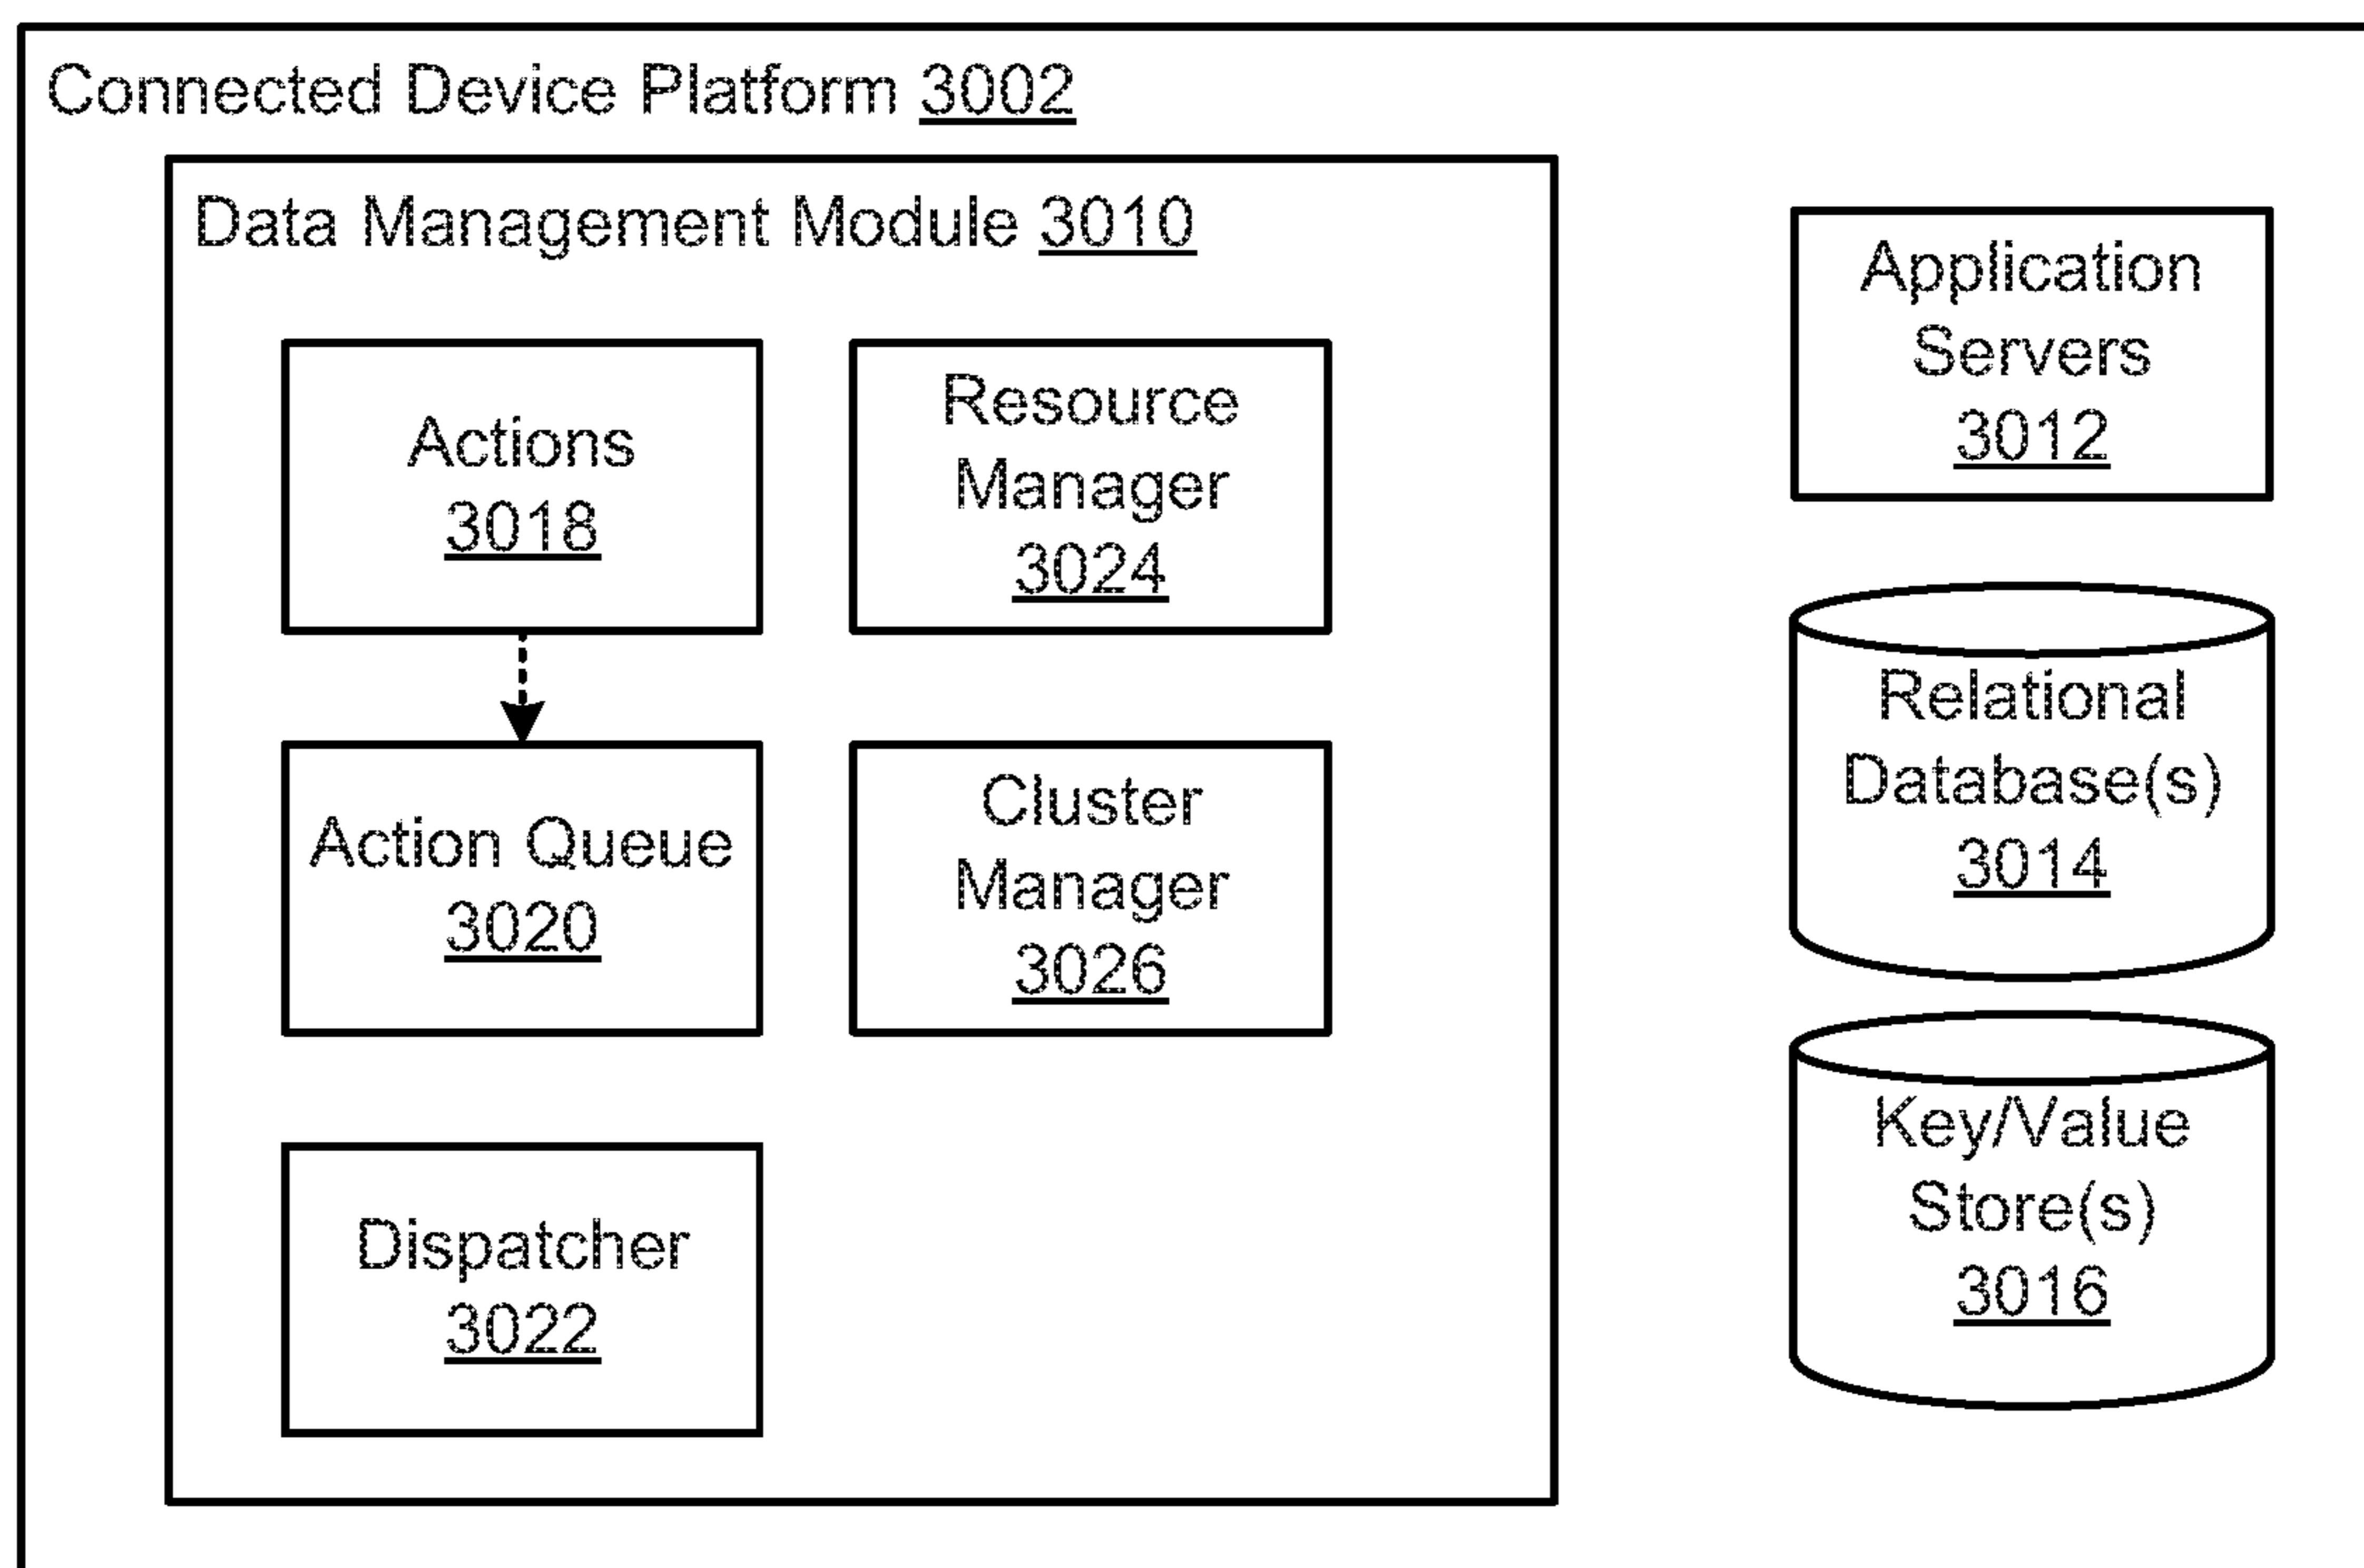 Connected Device Platform 3002
Data Management Module 3010
Actions
3018
Resource
Manager
3024
Action Queue
3020
Cluster
Manager
3026
Dispatcher
3022
Application
Servers
3012
Relational
Database(s)
3014
Key/Value
Store(s)
3016